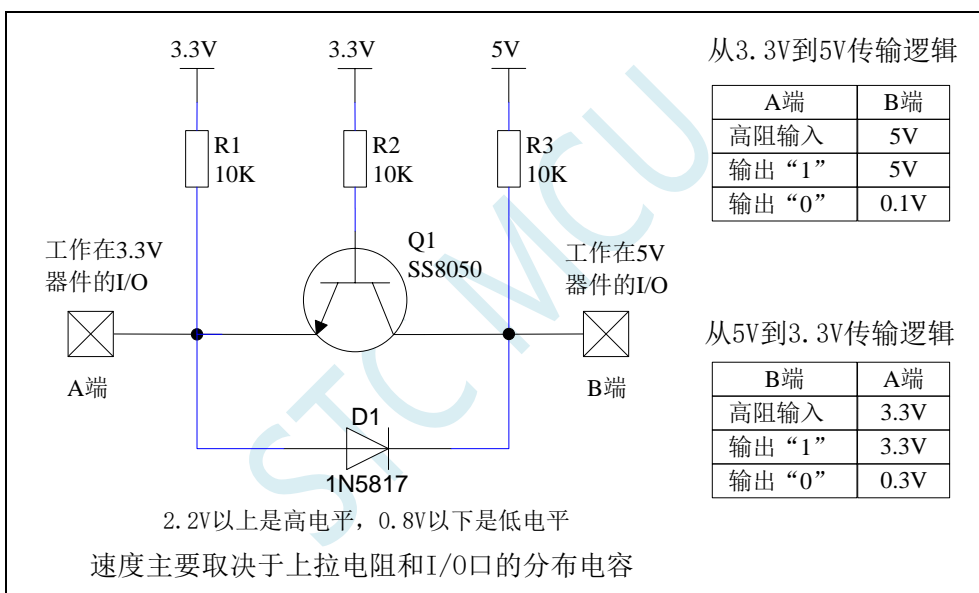 3.3V
3.3V
5V
R1
10K
R2
10K
R3
10K
Q1
SS8050
工作在3.3V
器件的I/O
A端
工作在5V
器件的I/O
B端
D1
1N5817
2.2V以上是高电平，0.8V以下是低电平
速度主要取决于上拉电阻和I/O口的分布电容
从3.3V到5V传输逻辑
A端 B端
高阻输入 5V
输出“1” 5V
输出“0” 0.1V
从5V到3.3V传输逻辑
B端 A端
高阻输入 3.3V
输出“1” 3.3V
输出“0” 0.3V
STC MCU